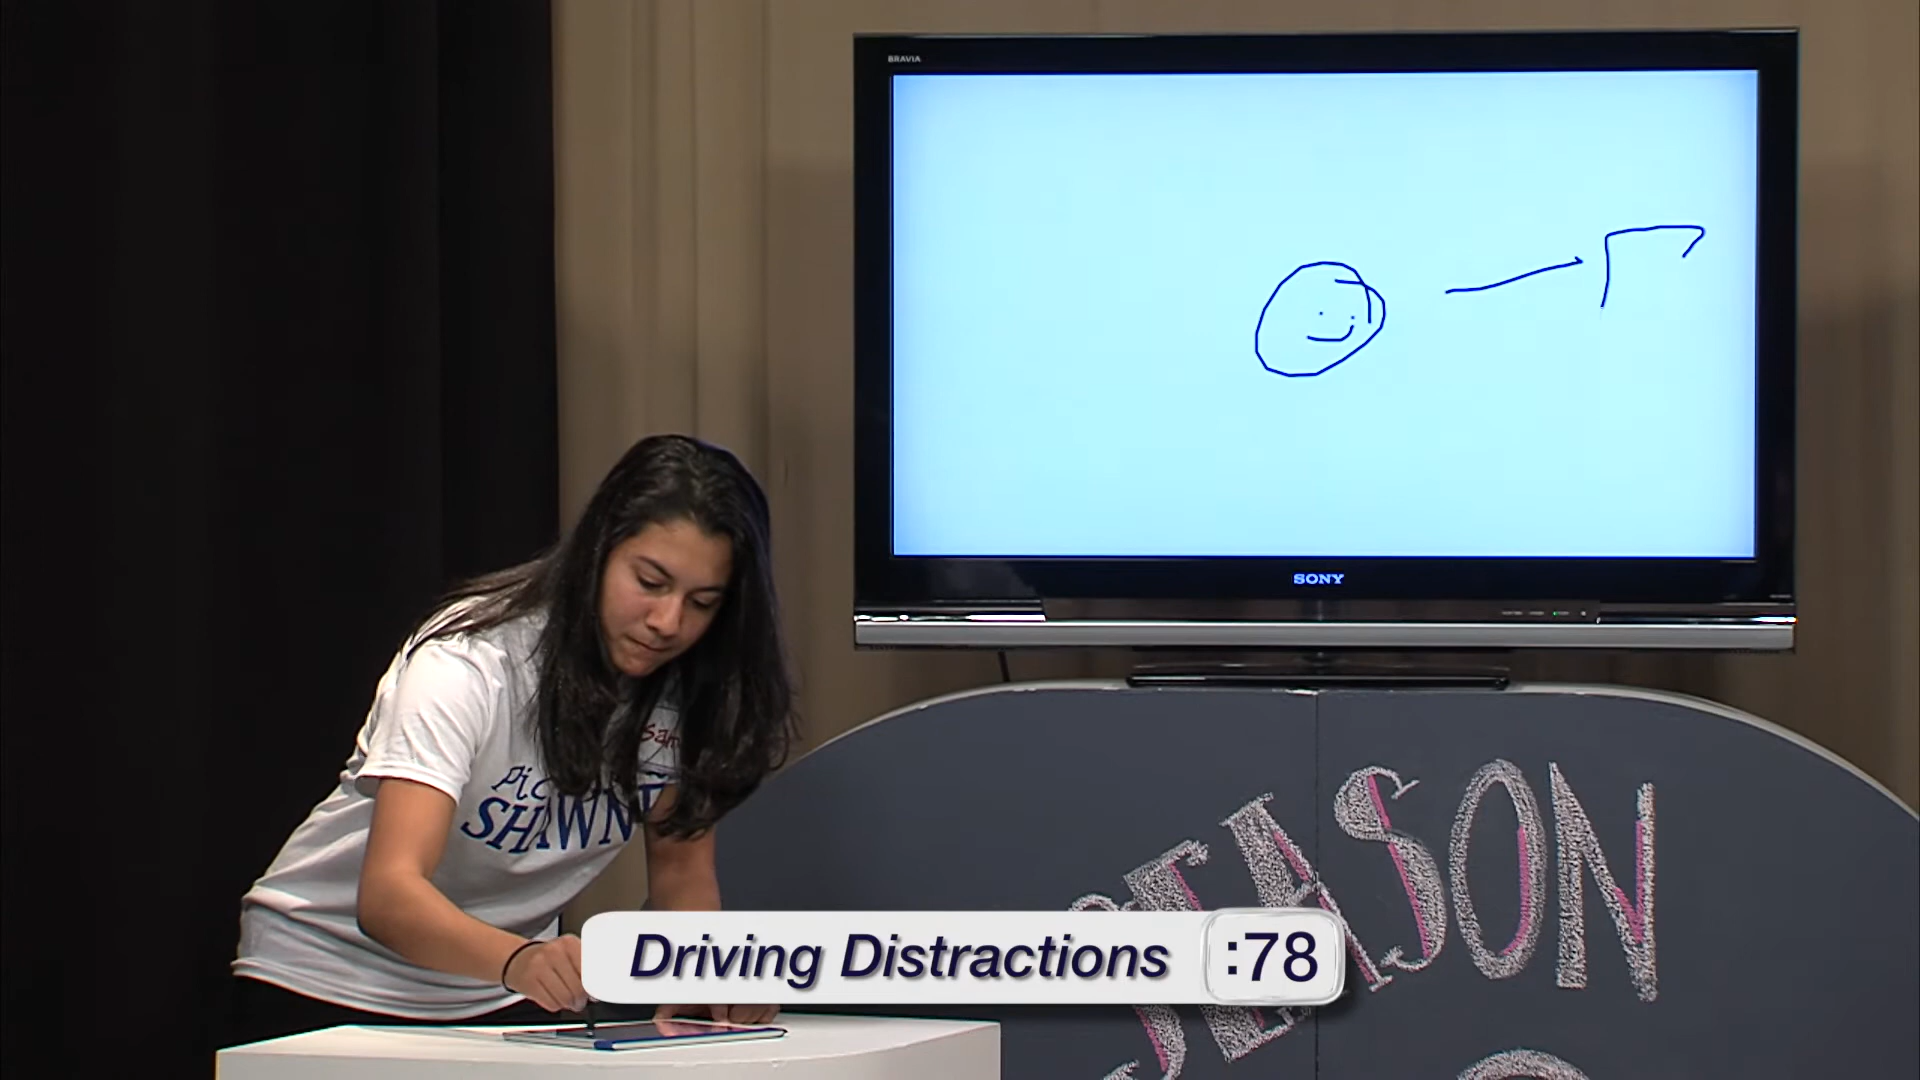 BRAVIA
SONY
SHAWN
Driving Distractions :78
SEASON